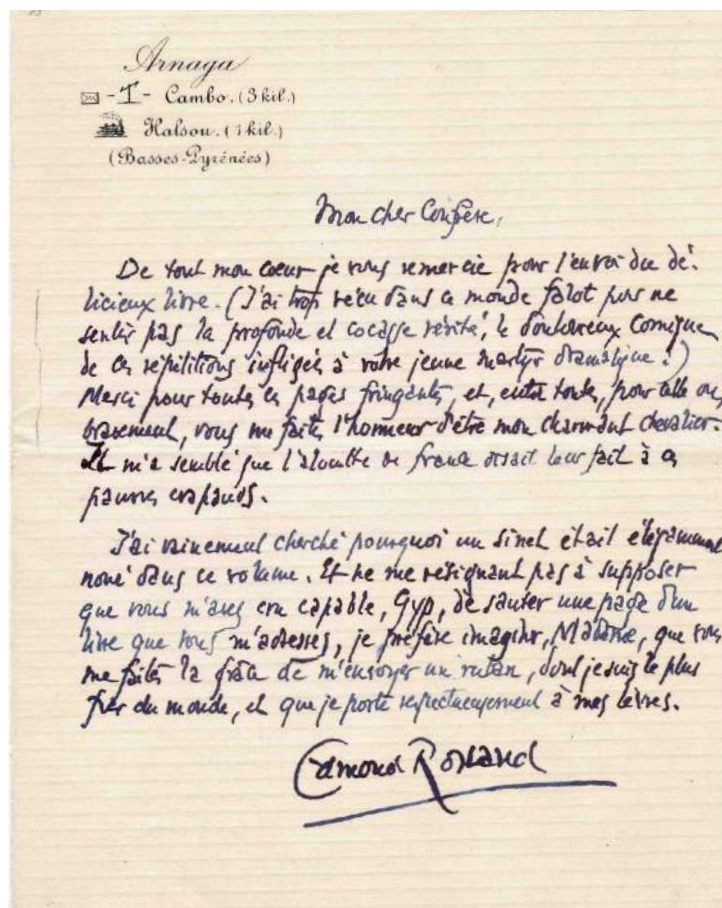 Arnaga
- T - Cambo. (3 kil.)
Halsou. (1 kil.)
(Basses-Pyrénées)
Mon cher Confrère,
De tout mon coeur je vous remercie pour l'envoi du dé-
licieux livre. (J'ai trop vécu dans ce monde falot pour ne
sentir pas la profonde et cocasse vérité, le douloureux comique
de ces répétitions infligées à votre jeune martyr dramatique!)
Merci pour toutes ces pages fringantes, et, entre toutes, pour celle où,
bravement, vous me faites l'honneur d'être mon charmant chevalier.
Il m'a semblé que l'alouette de France disait leur fait à ces
pauvres crapauds.
J'ai vainement cherché pourquoi un sinet était élégamment
noué dans ce volume. Et ne me résignant pas à supposer
que vous m'avez cru capable, Gyp, de sauter une page d'un
livre que vous m'adressez, je préfère imaginer, Madame, que vous
me faites la grâce de m'envoyer un ruban, dont je suis le plus
fier du monde, et que je porte respectueusement à mes lèvres.
Edmond Rostand